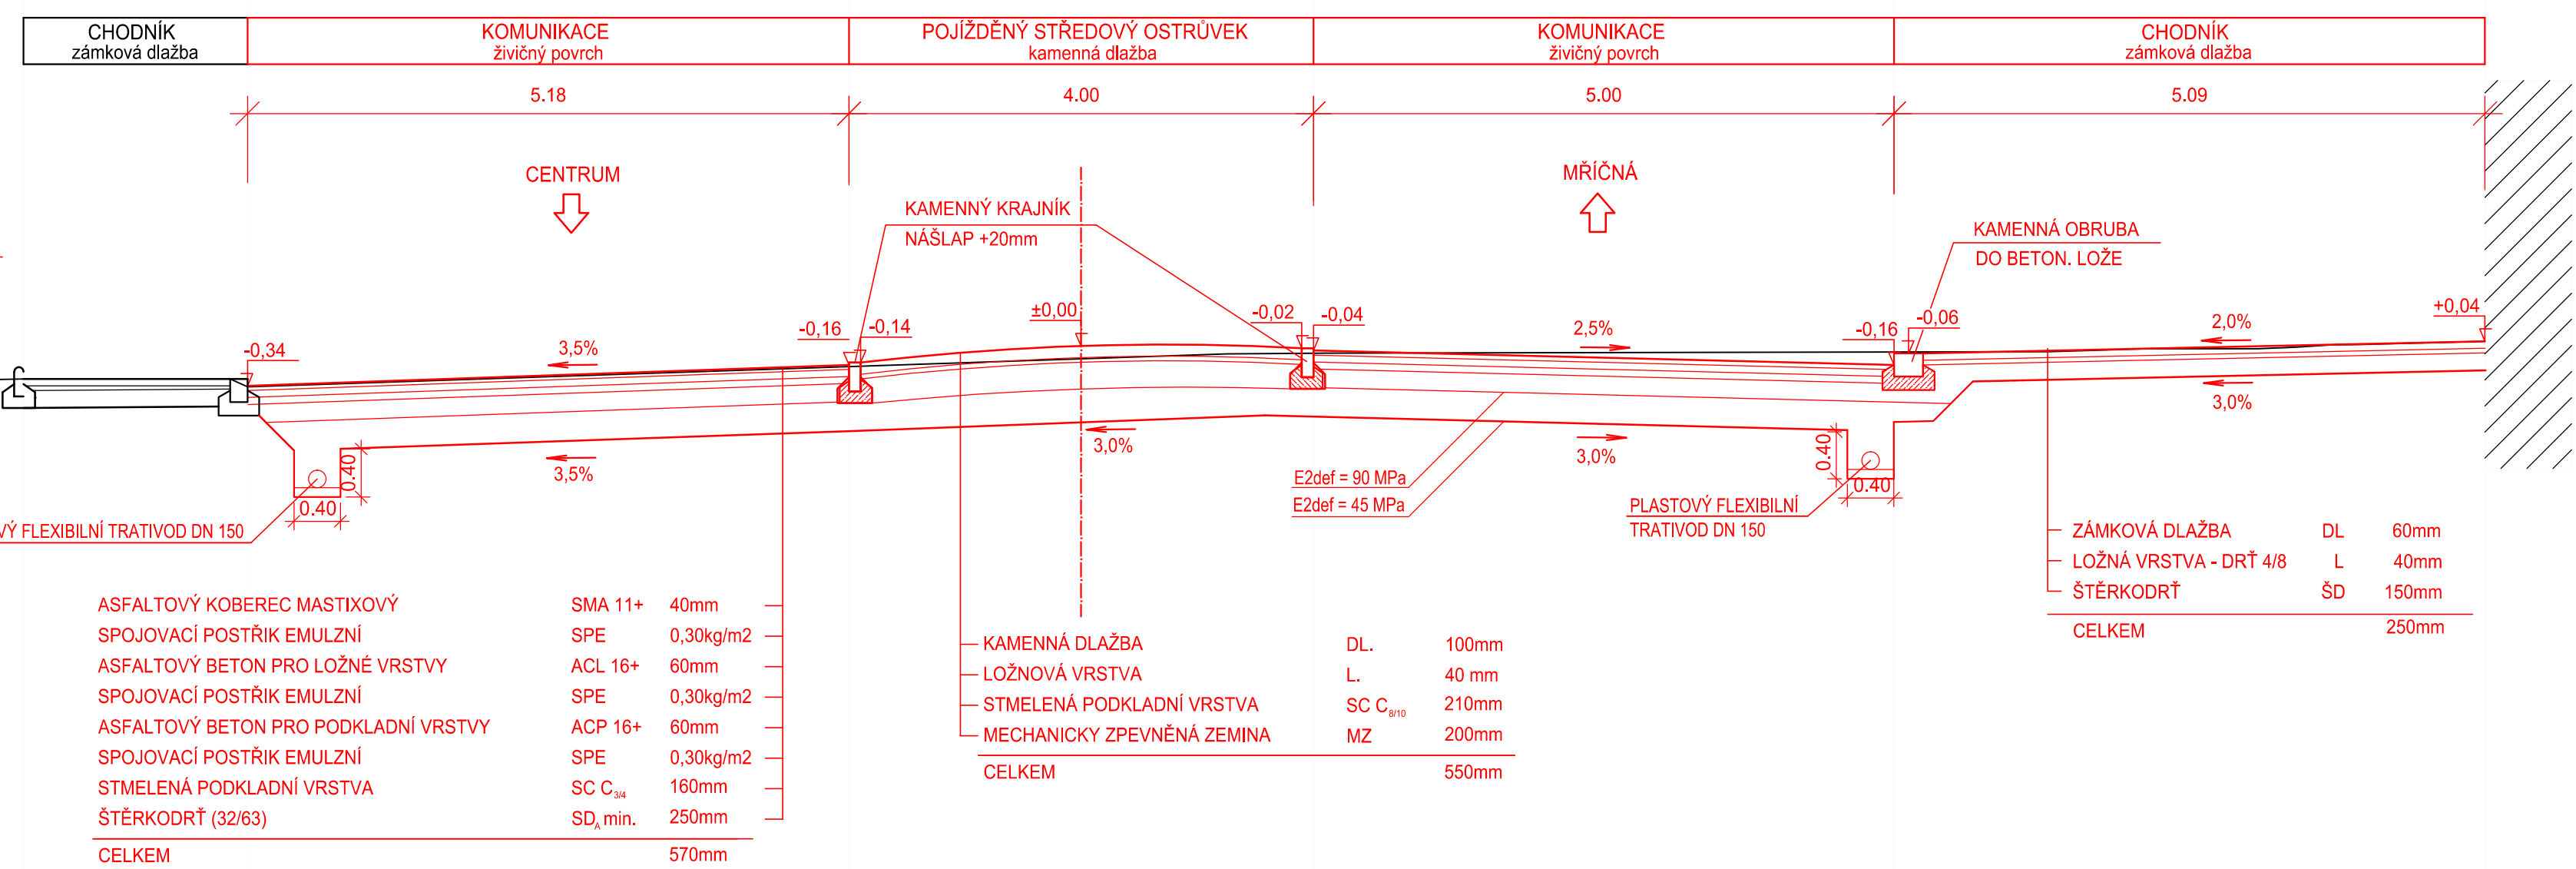 CHODNÍK
zámková dlažba
KOMUNIKACE
živičný povrch
POJÍŽDĚNÝ STŘEDOVÝ OSTRŮVEK
kamenná dlažba
KOMUNIKACE
živičný povrch
CHODNÍK
zámková dlažba
5.18
4.00
5.00
5.09
CENTRUM
MŘÍČNÁ
KAMENNÝ KRAJNÍK
NÁŠLAP +20mm
KAMENNÁ OBRUBA
DO BETON. LOŽE
-0,34
3,5%
-0,16
-0,14
±0,00
-0,02
-0,04
2,5%
-0,16
-0,06
2,0%
+0,04
3,5%
3,0%
3,0%
3,0%
0.40
0.40
0.40
0.40
E2def = 90 MPa
E2def = 45 MPa
VÝ FLEXIBILNÍ TRATIVOD DN 150
PLASTOVÝ FLEXIBILNÍ
TRATIVOD DN 150
ASFALTOVÝ KOBEREC MASTIXOVÝ SMA 11+ 40mm
SPOJOVACÍ POSTŘIK EMULZNÍ SPE 0,30kg/m2
ASFALTOVÝ BETON PRO LOŽNÉ VRSTVY ACL 16+ 60mm
SPOJOVACÍ POSTŘIK EMULZNÍ SPE 0,30kg/m2
ASFALTOVÝ BETON PRO PODKLADNÍ VRSTVY ACP 16+ 60mm
SPOJOVACÍ POSTŘIK EMULZNÍ SPE 0,30kg/m2
STMELENÁ PODKLADNÍ VRSTVA SC C3/4 160mm
ŠTĚRKODRŤ (32/63) SDA min. 250mm
CELKEM 570mm
KAMENNÁ DLAŽBA DL. 100mm
LOŽNOVÁ VRSTVA L. 40 mm
STMELENÁ PODKLADNÍ VRSTVA SC C8/10 210mm
MECHANICKY ZPEVNĚNÁ ZEMINA MZ 200mm
CELKEM 550mm
ZÁMKOVÁ DLAŽBA DL 60mm
LOŽNÁ VRSTVA - DRŤ 4/8 L 40mm
ŠTĚRKODRŤ ŠD 150mm
CELKEM 250mm